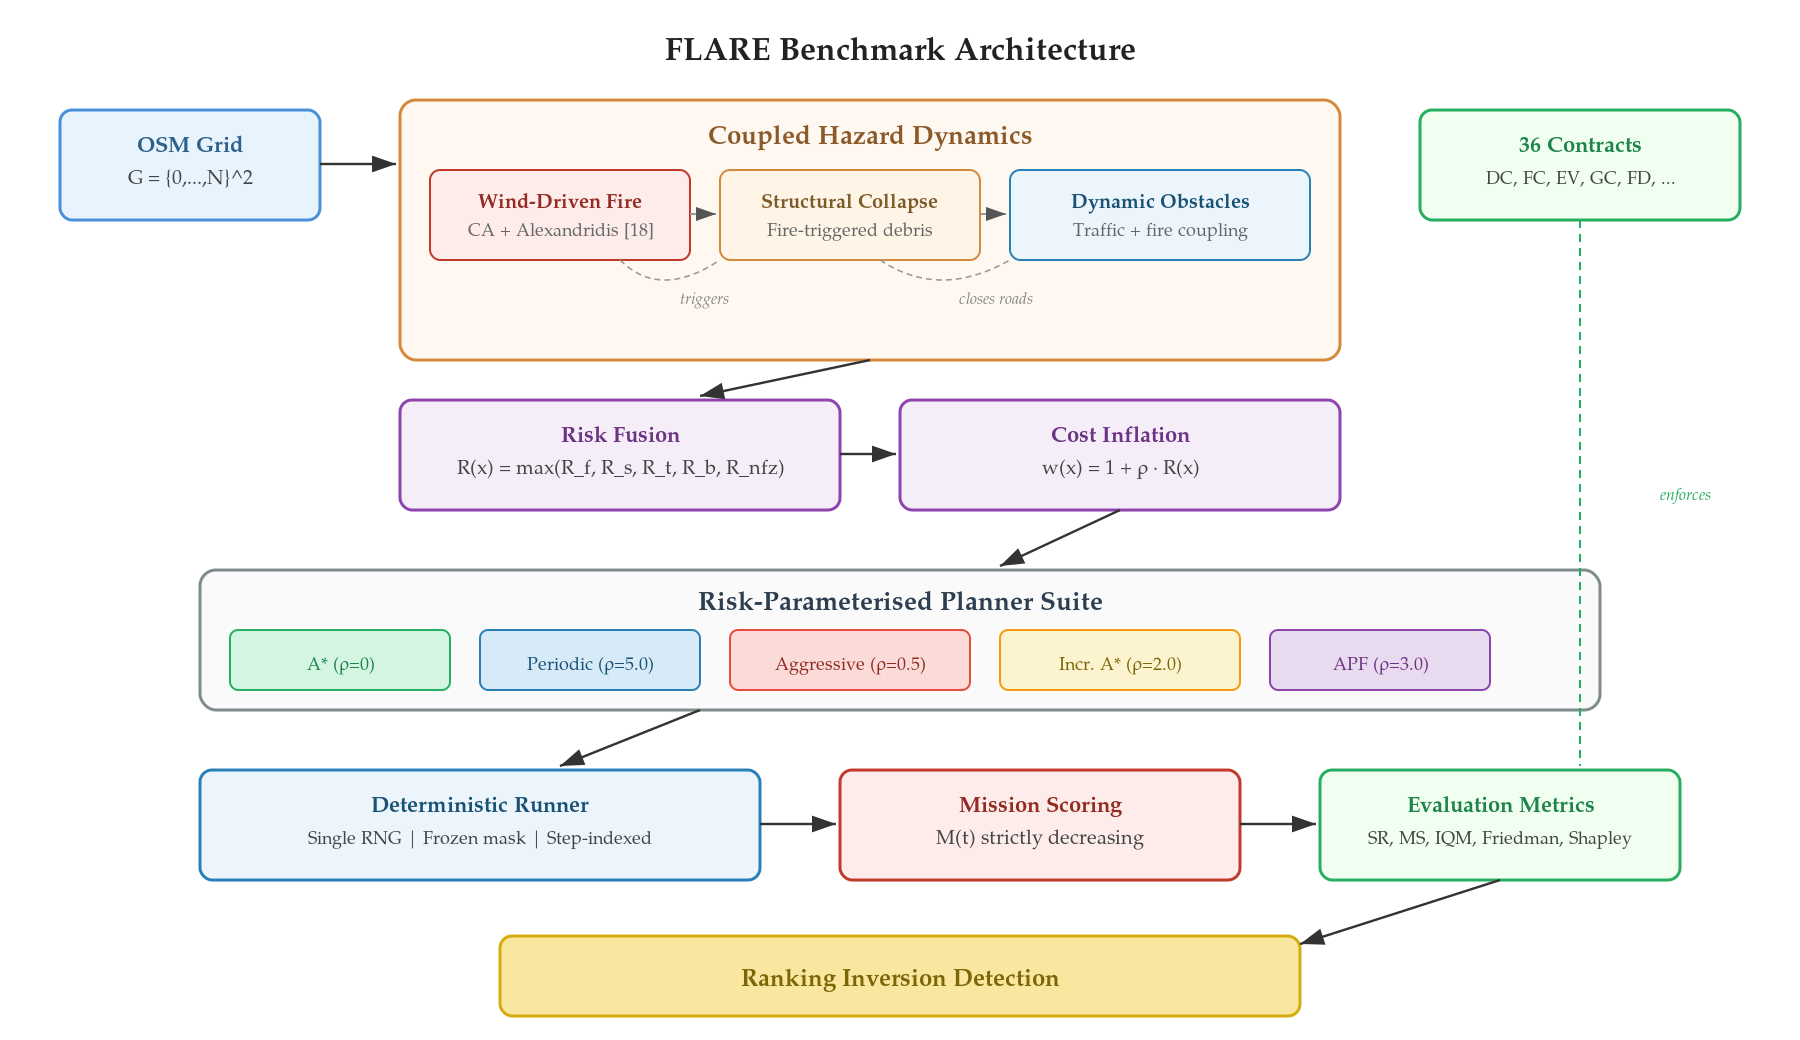 FLARE Benchmark Architecture
OSM Grid
G = {0,...,N}^2
Coupled Hazard Dynamics
Wind-Driven Fire
CA + Alexandridis [18]
Structural Collapse
Fire-triggered debris
Dynamic Obstacles
Traffic + fire coupling
triggers
closes roads
36 Contracts
DC, FC, EV, GC, FD, ...
Risk Fusion
R(x) = max(R_f, R_s, R_t, R_b, R_nfz)
Cost Inflation
w(x) = 1 + ρ · R(x)
enforces
Risk-Parameterised Planner Suite
A* (ρ=0)
Periodic (ρ=5.0)
Aggressive (ρ=0.5)
Incr. A* (ρ=2.0)
APF (ρ=3.0)
Deterministic Runner
Single RNG | Frozen mask | Step-indexed
Mission Scoring
M(t) strictly decreasing
Evaluation Metrics
SR, MS, IQM, Friedman, Shapley
Ranking Inversion Detection